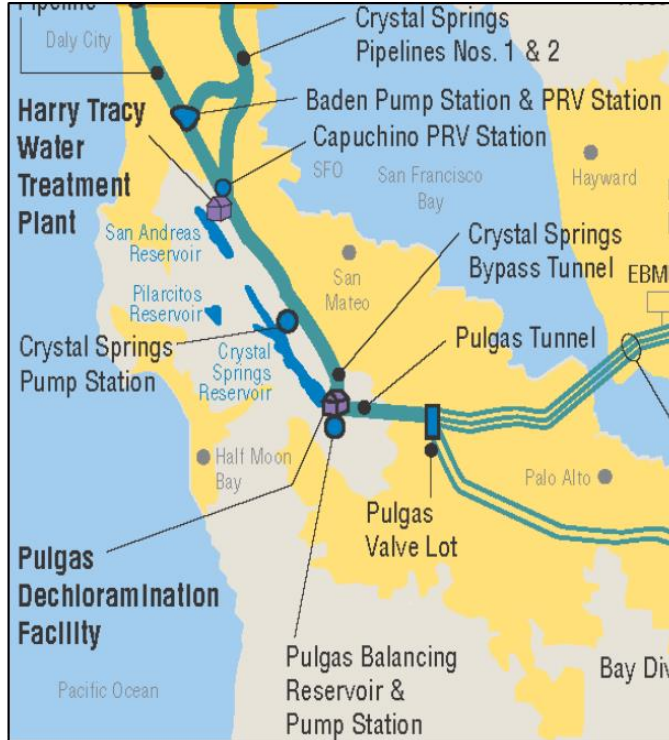 Pipeline
Daly City
Crystal Springs
Pipelines Nos. 1 & 2
Harry Tracy
Water
Treatment
Plant
Baden Pump Station & PRV Station
Capuchino PRV Station
SFO
San Francisco
Bay
Hayward
San Andreas
Reservoir
Crystal Springs
Bypass Tunnel
San
Mateo
EBM
Pilarcitos
Reservoir
Crystal Springs
Pump Station
Crystal
Springs
Reservoir
Pulgas Tunnel
Half Moon
Bay
Palo Alto
Pulgas
Valve Lot
Pulgas
Dechloramination
Facility
Pulgas Balancing
Reservoir &
Pump Station
Bay Div
Pacific Ocean